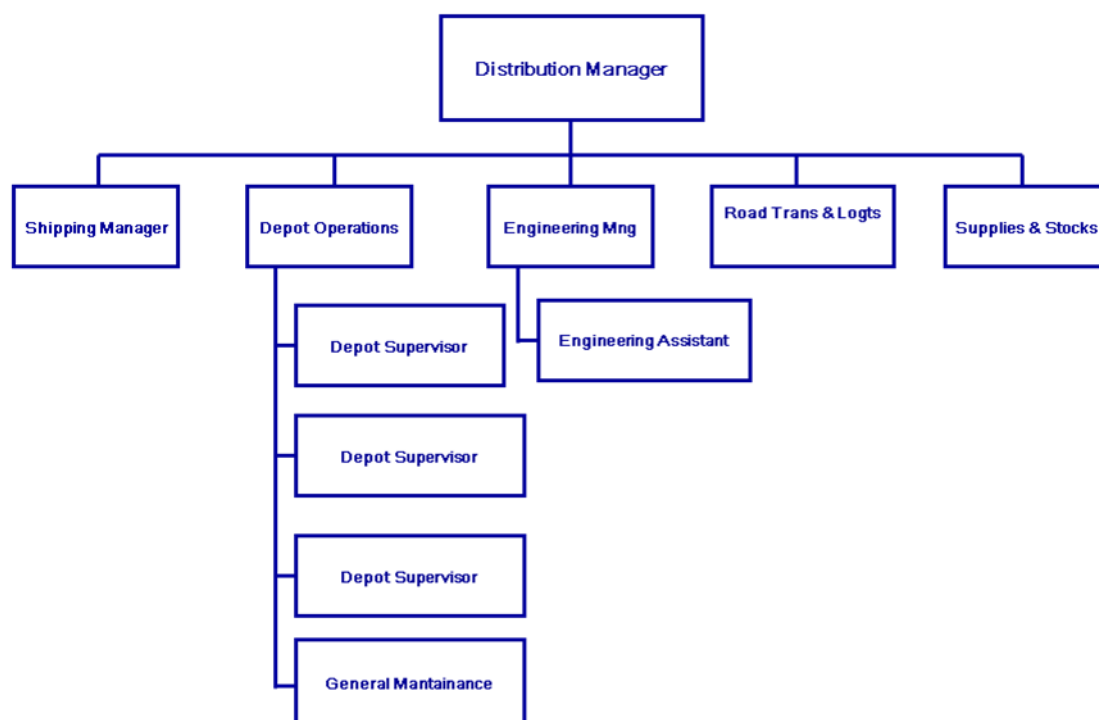 Distribution Manager
Shipping Manager
Depot Operations
Engineering Mng
Road Trans & Logts
Supplies & Stocks
Depot Supervisor
Engineering Assistant
Depot Supervisor
Depot Supervisor
General Mantainance